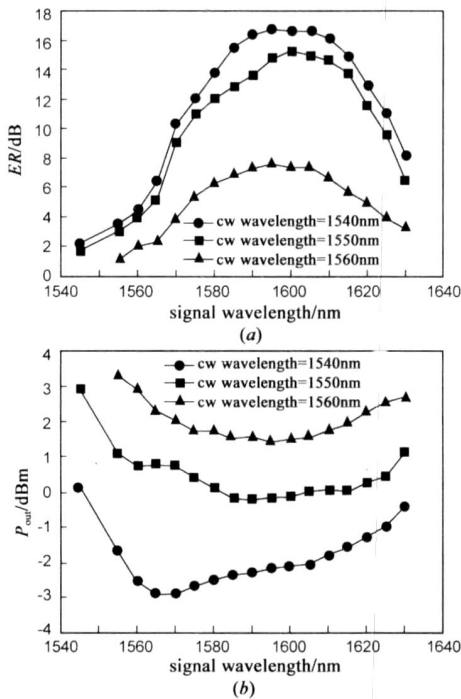 18
16
14
12
10
8
6
4
2
0
ER/dB
cw wavelength=1540nm
cw wavelength=1550nm
cw wavelength=1560nm
1540 1560 1580 1600 1620 1640
signal wavelength/nm
(a)
4
3
2
1
0
-1
-2
-3
-4
Pout/dBm
cw wavelength=1540nm
cw wavelength=1550nm
cw wavelength=1560nm
1540 1560 1580 1600 1620 1640
signal wavelength/nm
(b)